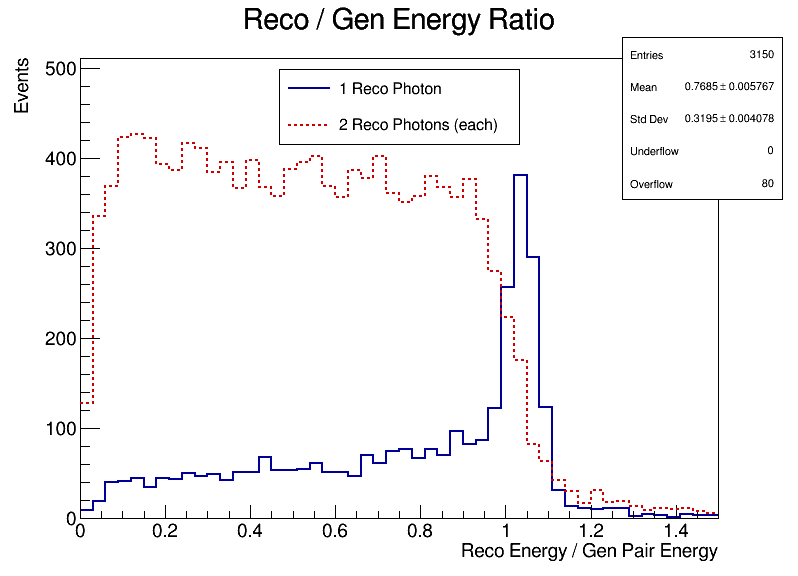 Reco / Gen Energy Ratio
Events
500
400
300
200
100
0
1 Reco Photon
2 Reco Photons (each)
Entries 3150
Mean 0.7685 ± 0.005767
Std Dev 0.3195 ± 0.004078
Underflow 0
Overflow 80
0 0.2 0.4 0.6 0.8 1 1.2 1.4
Reco Energy / Gen Pair Energy